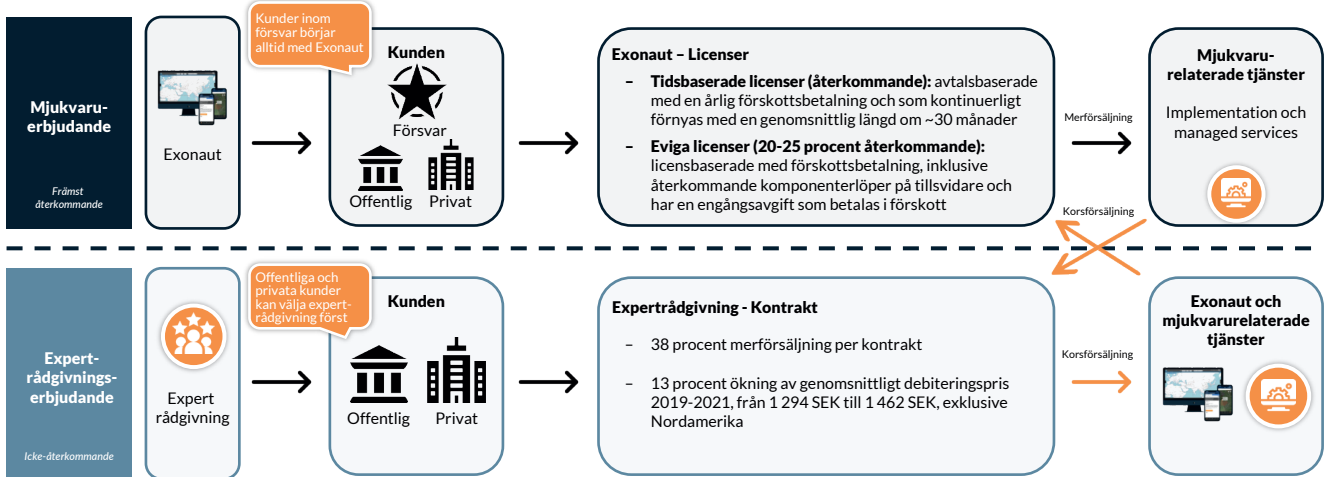 Mjukvaru-
erbjudande
Främst
återkommande
Exonaut
Kunder inom
försvar börjar
alltid med Exonaut
Kunden
Försvar
Offentlig Privat
Exonaut – Licenser
– Tidsbaserade licenser (återkommande): avtalsbaserade
med en årlig förskottsbetalning och som kontinuerligt
förnyas med en genomsnittlig längd om ~30 månader
– Eviga licenser (20-25 procent återkommande):
licensbaserade med förskottsbetalning, inklusive
återkommande komponenterlöper på tillsvidare och
har en engångsavgift som betalas i förskott
Merförsäljning
Mjukvaru-
relaterade tjänster
Implementation och
managed services
Korsförsäljning
Expert-
rådgivnings-
erbjudande
Icke-återkommande
Expert
rådgivning
Offentliga och
privata kunder
kan välja expert-
rådgivning först
Kunden
Offentlig Privat
Expertrådgivning - Kontrakt
– 38 procent merförsäljning per kontrakt
– 13 procent ökning av genomsnittligt debiteringspris
2019-2021, från 1 294 SEK till 1 462 SEK, exklusive
Nordamerika
Korsförsäljning
Exonaut och
mjukvarurelaterade
tjänster